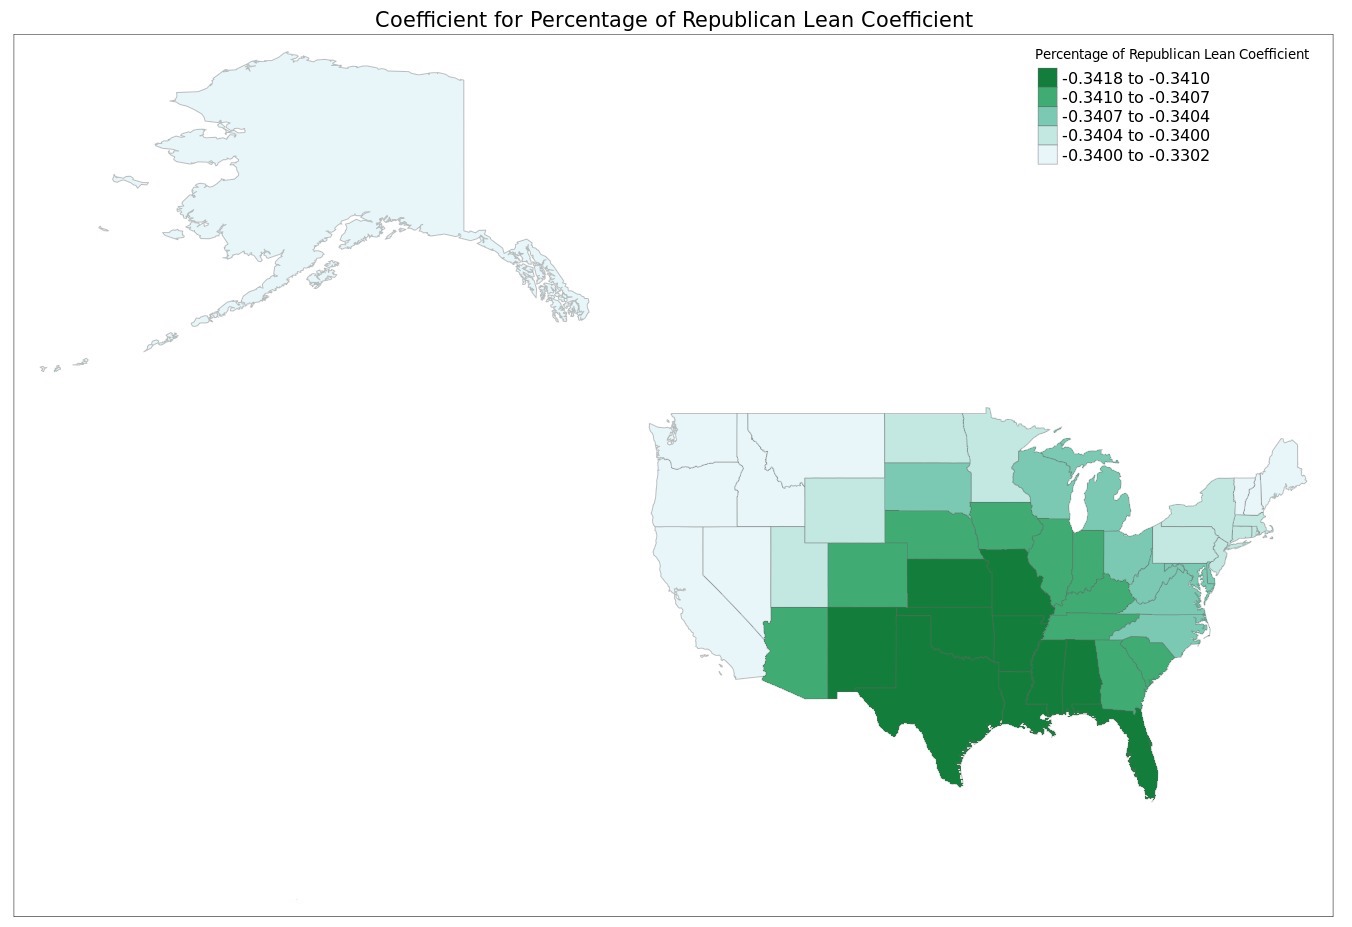 Coefficient for Percentage of Republican Lean Coefficient
Percentage of Republican Lean Coefficient
-0.3418 to -0.3410
-0.3410 to -0.3407
-0.3407 to -0.3404
-0.3404 to -0.3400
-0.3400 to -0.3302